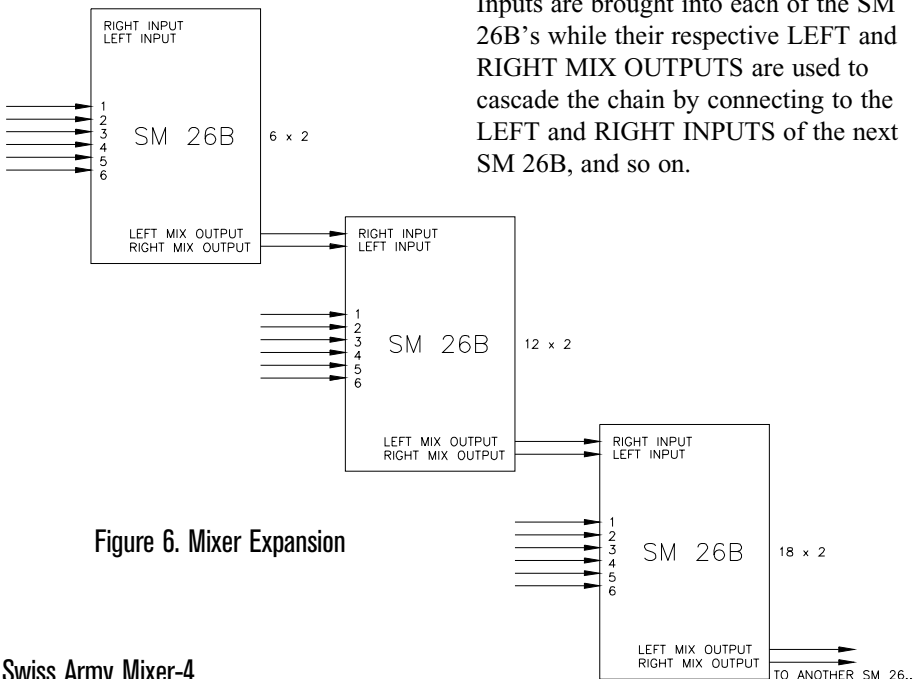 Inputs are brought into each of the SM
26B's while their respective LEFT and
RIGHT MIX OUTPUTS are used to
cascade the chain by connecting to the
LEFT and RIGHT INPUTS of the next
SM 26B, and so on.
RIGHT INPUT
LEFT INPUT
1
2
3
4
5
6
SM 26B
6 x 2
LEFT MIX OUTPUT
RIGHT MIX OUTPUT
RIGHT INPUT
LEFT INPUT
1
2
3
4
5
6
SM 26B
12 x 2
LEFT MIX OUTPUT
RIGHT MIX OUTPUT
RIGHT INPUT
LEFT INPUT
1
2
3
4
5
6
SM 26B
18 x 2
LEFT MIX OUTPUT
RIGHT MIX OUTPUT
TO ANOTHER SM 26..
Figure 6. Mixer Expansion
Swiss Army Mixer-4